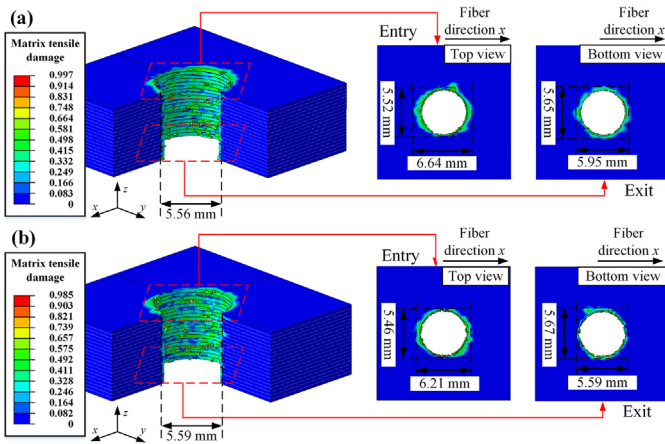 (a)
Matrix tensile
damage
0.997
0.914
0.831
0.748
0.664
0.581
0.498
0.415
0.332
0.249
0.166
0.083
0
z
x
y
5.56 mm
Entry
Fiber
direction x
Top view
5.52 mm
6.64 mm
Fiber
direction x
Bottom view
5.65 mm
5.95 mm
Exit
(b)
Matrix tensile
damage
0.985
0.903
0.821
0.739
0.657
0.575
0.492
0.411
0.328
0.246
0.164
0.082
0
z
x
y
5.59 mm
Entry
Fiber
direction x
Top view
5.46 mm
6.21 mm
Fiber
direction x
Bottom view
5.67 mm
5.59 mm
Exit